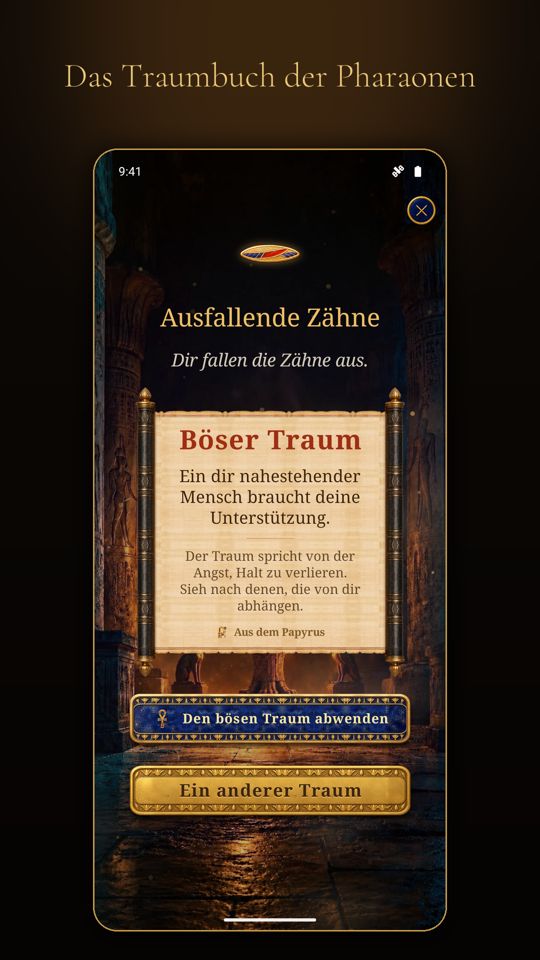 Das Traumbuch der Pharaonen
9:41
Ausfallende Zähne
Dir fallen die Zähne aus.
Böser Traum
Ein dir nahestehender
Mensch braucht deine
Unterstützung.
Der Traum spricht von der
Angst, Halt zu verlieren.
Sieh nach denen, die von dir
abhängen.
Aus dem Papyrus
Den bösen Traum abwenden
Ein anderer Traum